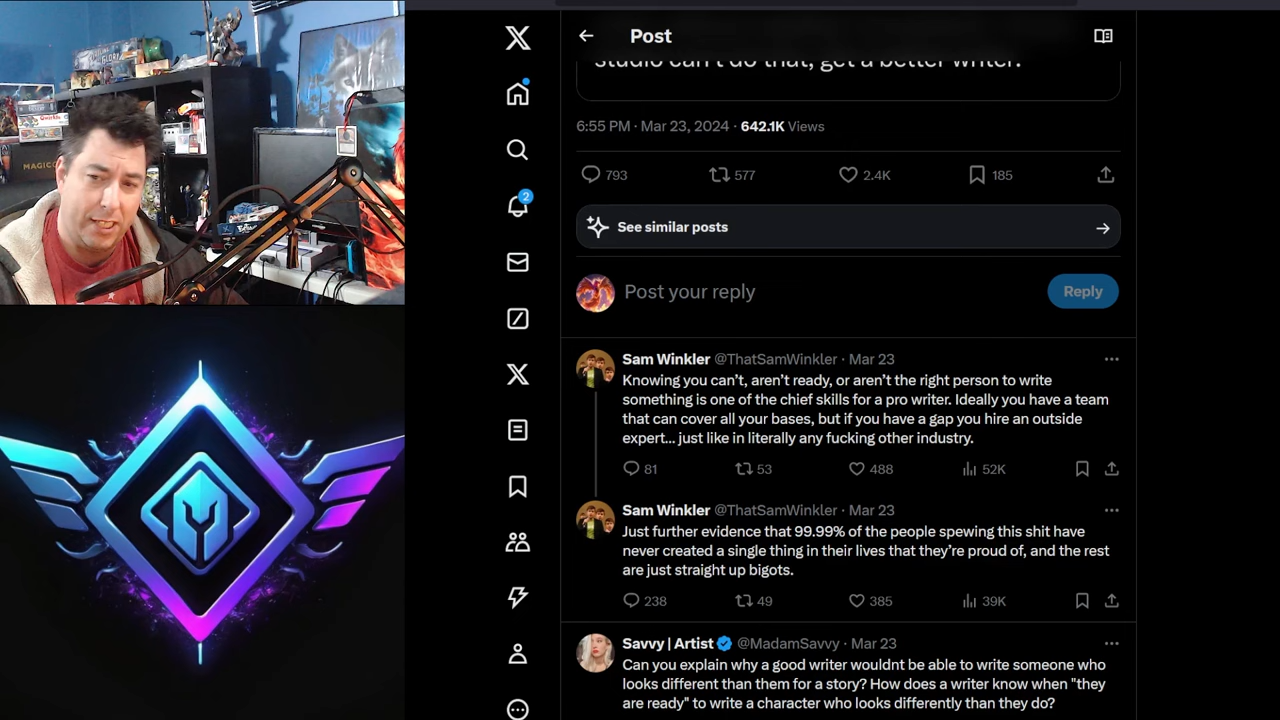 Post
studio can't do that, get a better writer.
6:55 PM · Mar 23, 2024 · 642.1K Views
793 577 2.4K 185
See similar posts
Post your reply
Reply
2
Sam Winkler @ThatSamWinkler · Mar 23
Knowing you can't, aren't ready, or aren't the right person to write
something is one of the chief skills for a pro writer. Ideally you have a team
that can cover all your bases, but if you have a gap you hire an outside
expert... just like in literally any fucking other industry.
81 53 488 52K
Sam Winkler @ThatSamWinkler · Mar 23
Just further evidence that 99.99% of the people spewing this shit have
never created a single thing in their lives that they're proud of, and the rest
are just straight up bigots.
238 49 385 39K
Savvy | Artist @MadamSavvy · Mar 23
Can you explain why a good writer wouldnt be able to write someone who
looks different than them for a story? How does a writer know when "they
are ready" to write a character who looks differently than they do?
GLORY
MAGIC